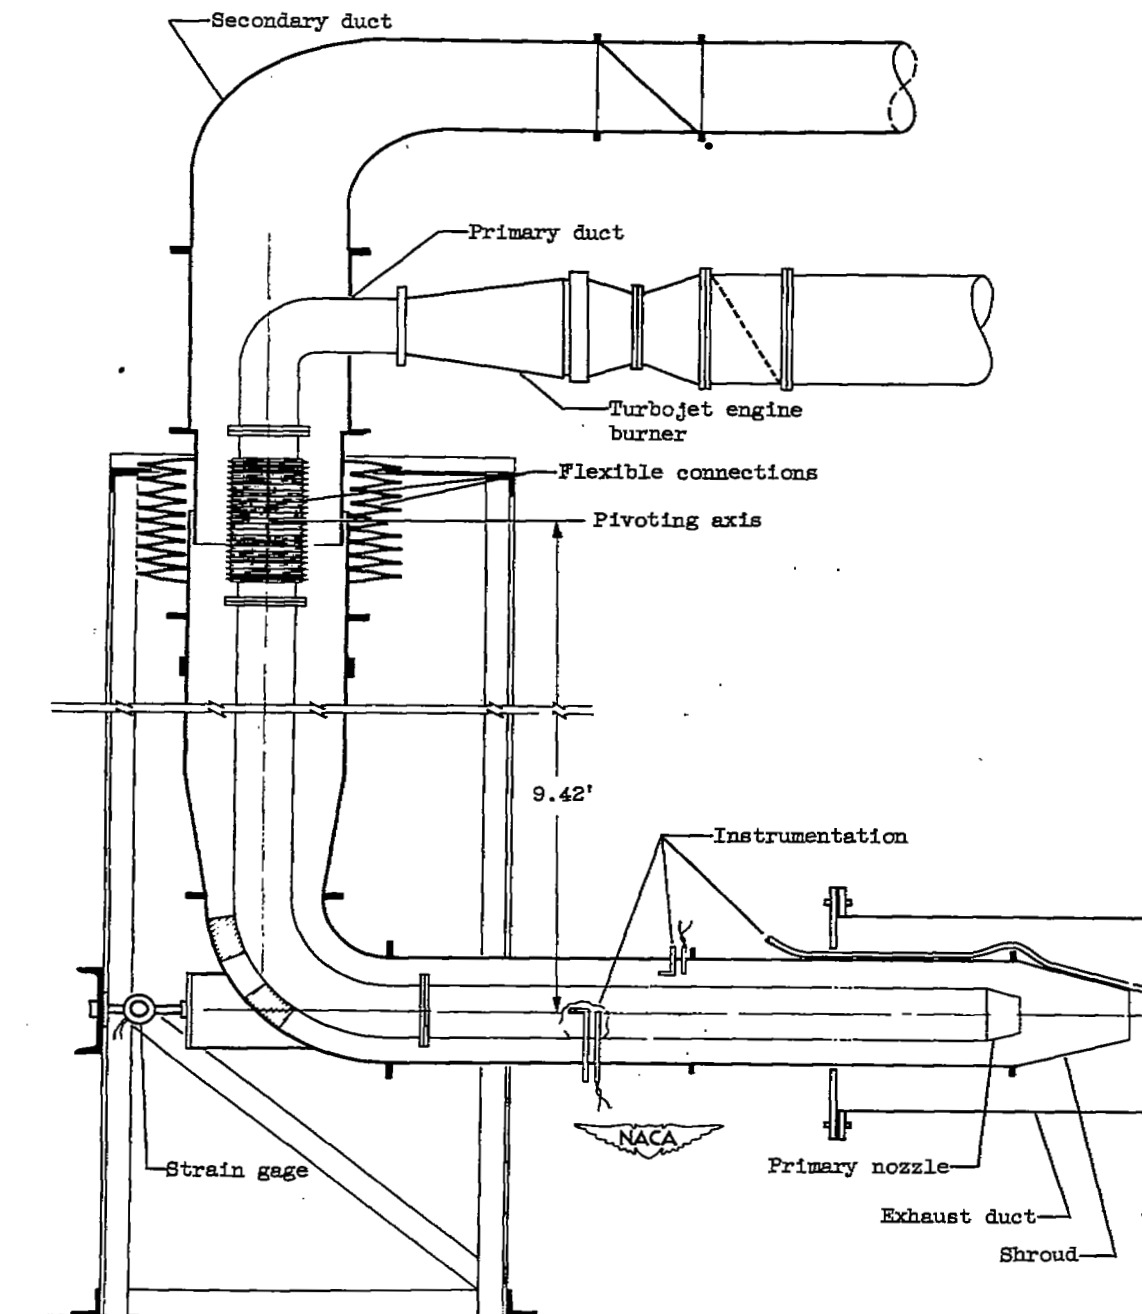 Secondary duct
Primary duct
Turbojet engine
burner
Flexible connections
Pivoting axis
9.42'
Instrumentation
NACA
Strain gage
Primary nozzle
Exhaust duct
Shroud